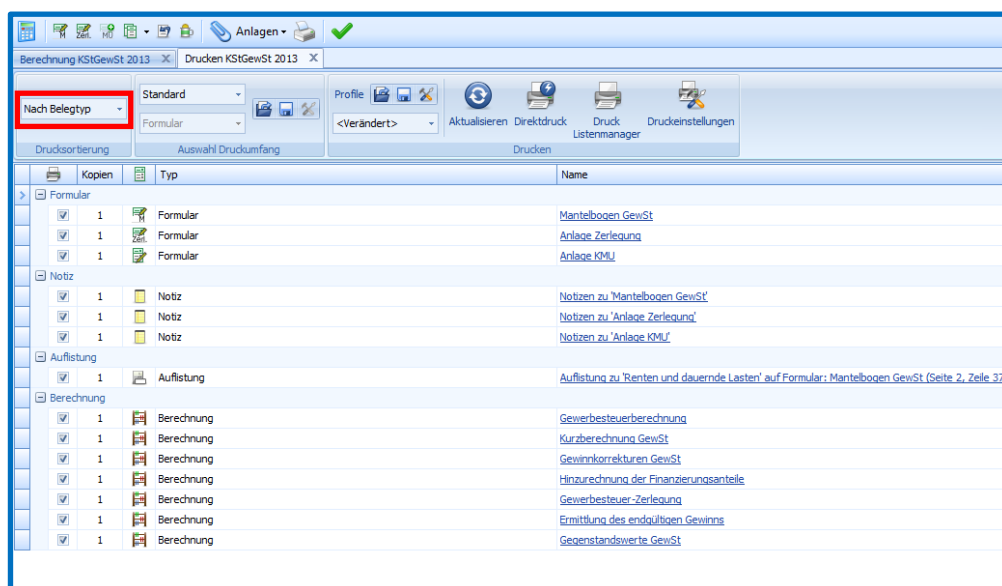 M Zerl. MU Anlagen
Berechnung KStGewSt 2013 X Drucken KStGewSt 2013 X
Nach Belegtyp
Drucksortierung
Standard
Formular
Auswahl Druckumfang
Profile
<Verändert>
Aktualisieren Direktdruck Druck Listenmanager Druckeinstellungen
Drucken
Kopien Typ Name
Formular
1 M Formular Mantelbogen GewSt
1 Zerl. Formular Anlage Zerlegung
1 Formular Anlage KMU
Notiz
1 Notiz Notizen zu 'Mantelbogen GewSt'
1 Notiz Notizen zu 'Anlage Zerlegung'
1 Notiz Notizen zu 'Anlage KMU'
Auflistung
1 Auflistung Auflistung zu 'Renten und dauernde Lasten' auf Formular: Mantelbogen GewSt (Seite 2, Zeile 37
Berechnung
1 Berechnung Gewerbesteuerberechnung
1 Berechnung Kurzberechnung GewSt
1 Berechnung Gewinnkorrekturen GewSt
1 Berechnung Hinzurechnung der Finanzierungsanteile
1 Berechnung Gewerbesteuer-Zerlegung
1 Berechnung Ermittlung des endgültigen Gewinns
1 Berechnung Gegenstandswerte GewSt